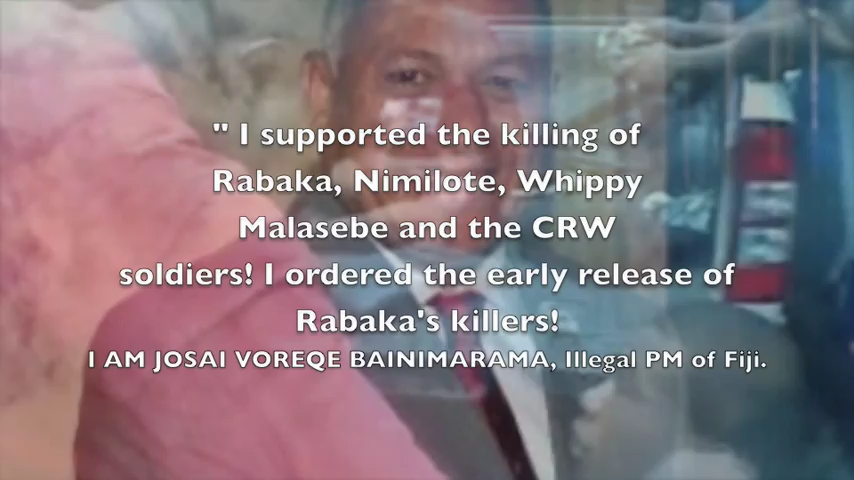 " I supported the killing of
Rabaka, Nimilote, Whippy
Malasebe and the CRW
soldiers! I ordered the early release of
Rabaka's killers!
I AM JOSAI VOREQE BAINIMARAMA, Illegal PM of Fiji.